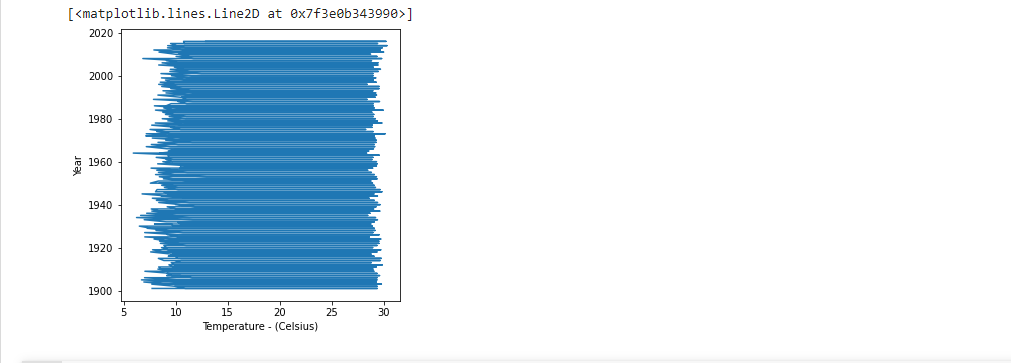 [<matplotlib.lines.Line2D at 0x7f3e0b343990>]
2020
2000
1980
1960
1940
1920
1900
Year
5 10 15 20 25 30
Temperature - (Celsius)